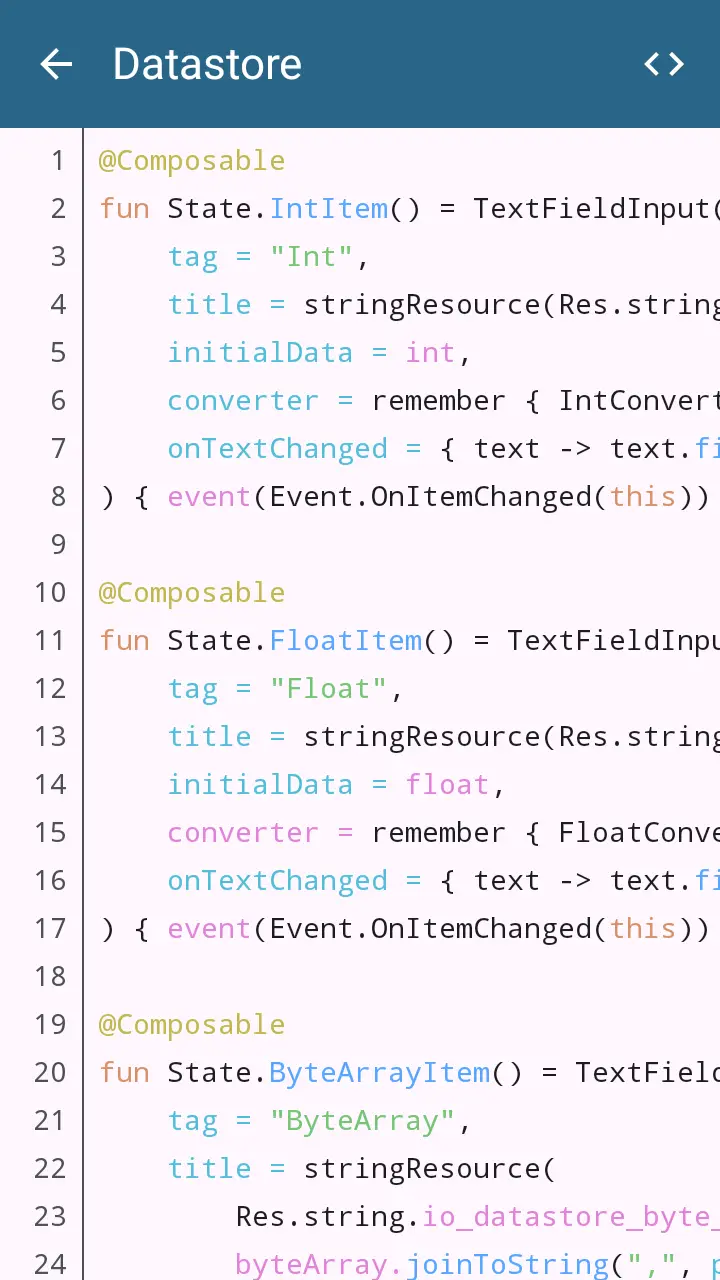 Datastore
1 @Composable
2 fun State.IntItem() = TextFieldInput(
3 tag = "Int",
4 title = stringResource(Res.string
5 initialData = int,
6 converter = remember { IntConvert
7 onTextChanged = { text -> text.fi
8 ) { event(Event.OnItemChanged(this))
9
10 @Composable
11 fun State.FloatItem() = TextFieldInpu
12 tag = "Float",
13 title = stringResource(Res.string
14 initialData = float,
15 converter = remember { FloatConve
16 onTextChanged = { text -> text.fi
17 ) { event(Event.OnItemChanged(this))
18
19 @Composable
20 fun State.ByteArrayItem() = TextField
21 tag = "ByteArray",
22 title = stringResource(
23 Res.string.io_datastore_byte_
24 byteArray.joinToString(",", p